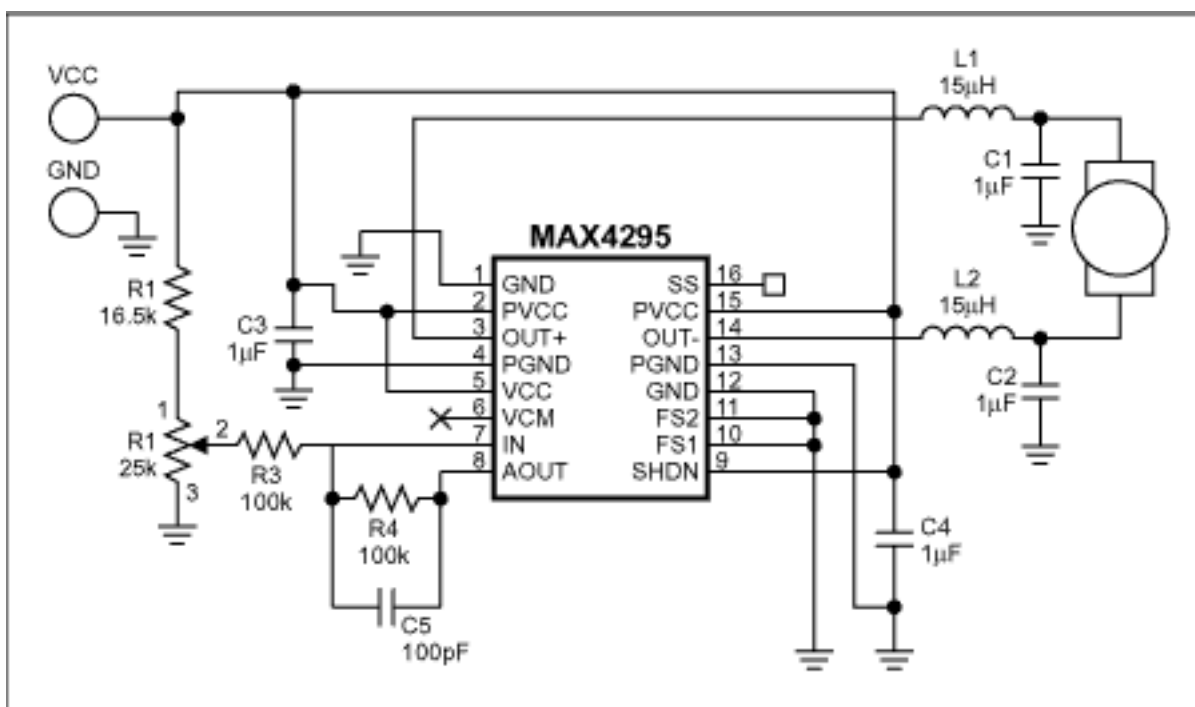 VCC
GND
L1
15µH
C1
1µF
MAX4295
R1
16.5k
C3
1µF
1 GND
2 PVCC
3 OUT+
4 PGND
5 VCC
6 VCM
7 IN
8 AOUT
SS 16
PVCC 15
OUT- 14
PGND 13
GND 12
FS2 11
FS1 10
SHDN 9
L2
15µH
C2
1µF
1
R1
25k
2
3
R3
100k
R4
100k
C5
100pF
C4
1µF